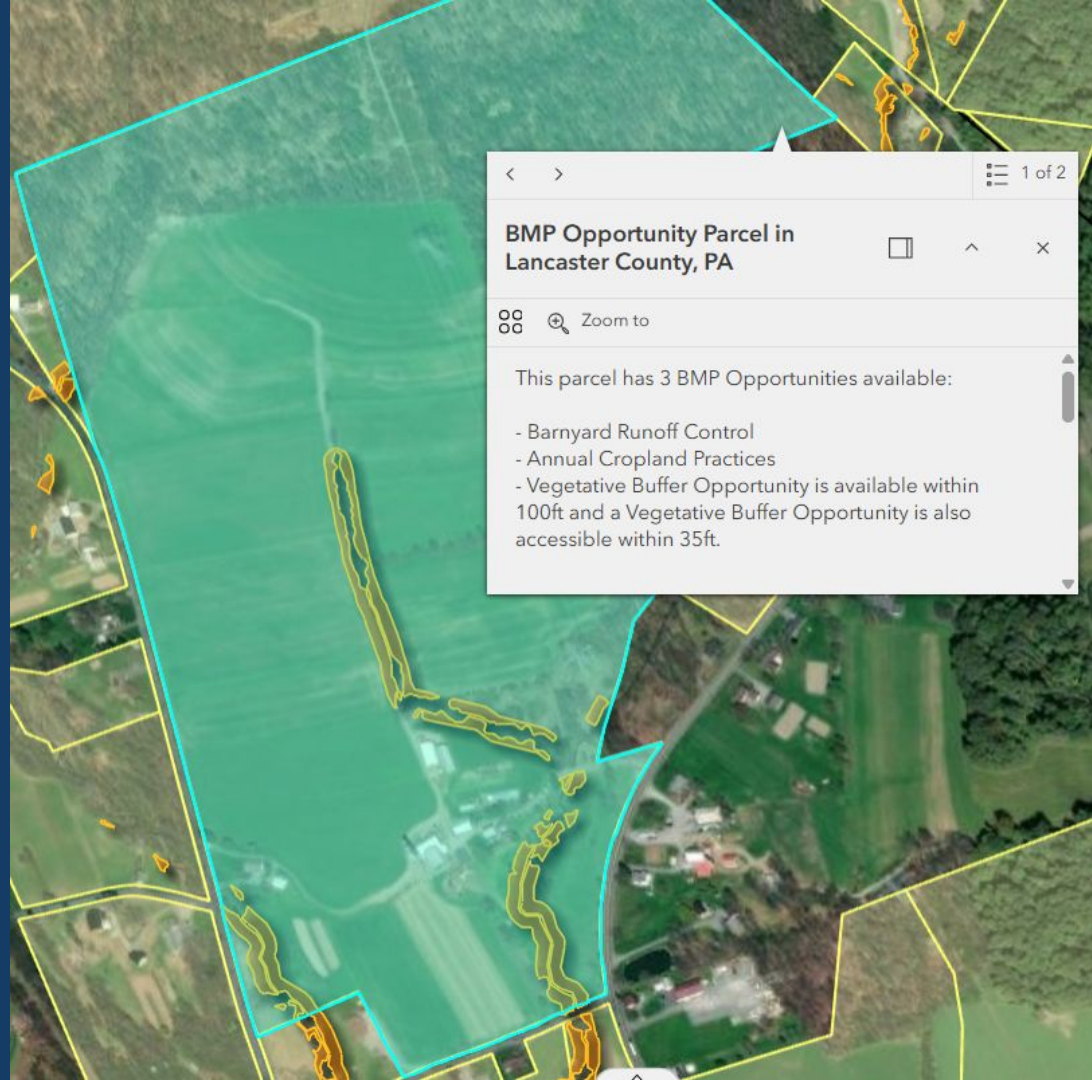 1 of 2
BMP Opportunity Parcel in
Lancaster County, PA
Zoom to
This parcel has 3 BMP Opportunities available:
- Barnyard Runoff Control
- Annual Cropland Practices
- Vegetative Buffer Opportunity is available within
100ft and a Vegetative Buffer Opportunity is also
accessible within 35ft.